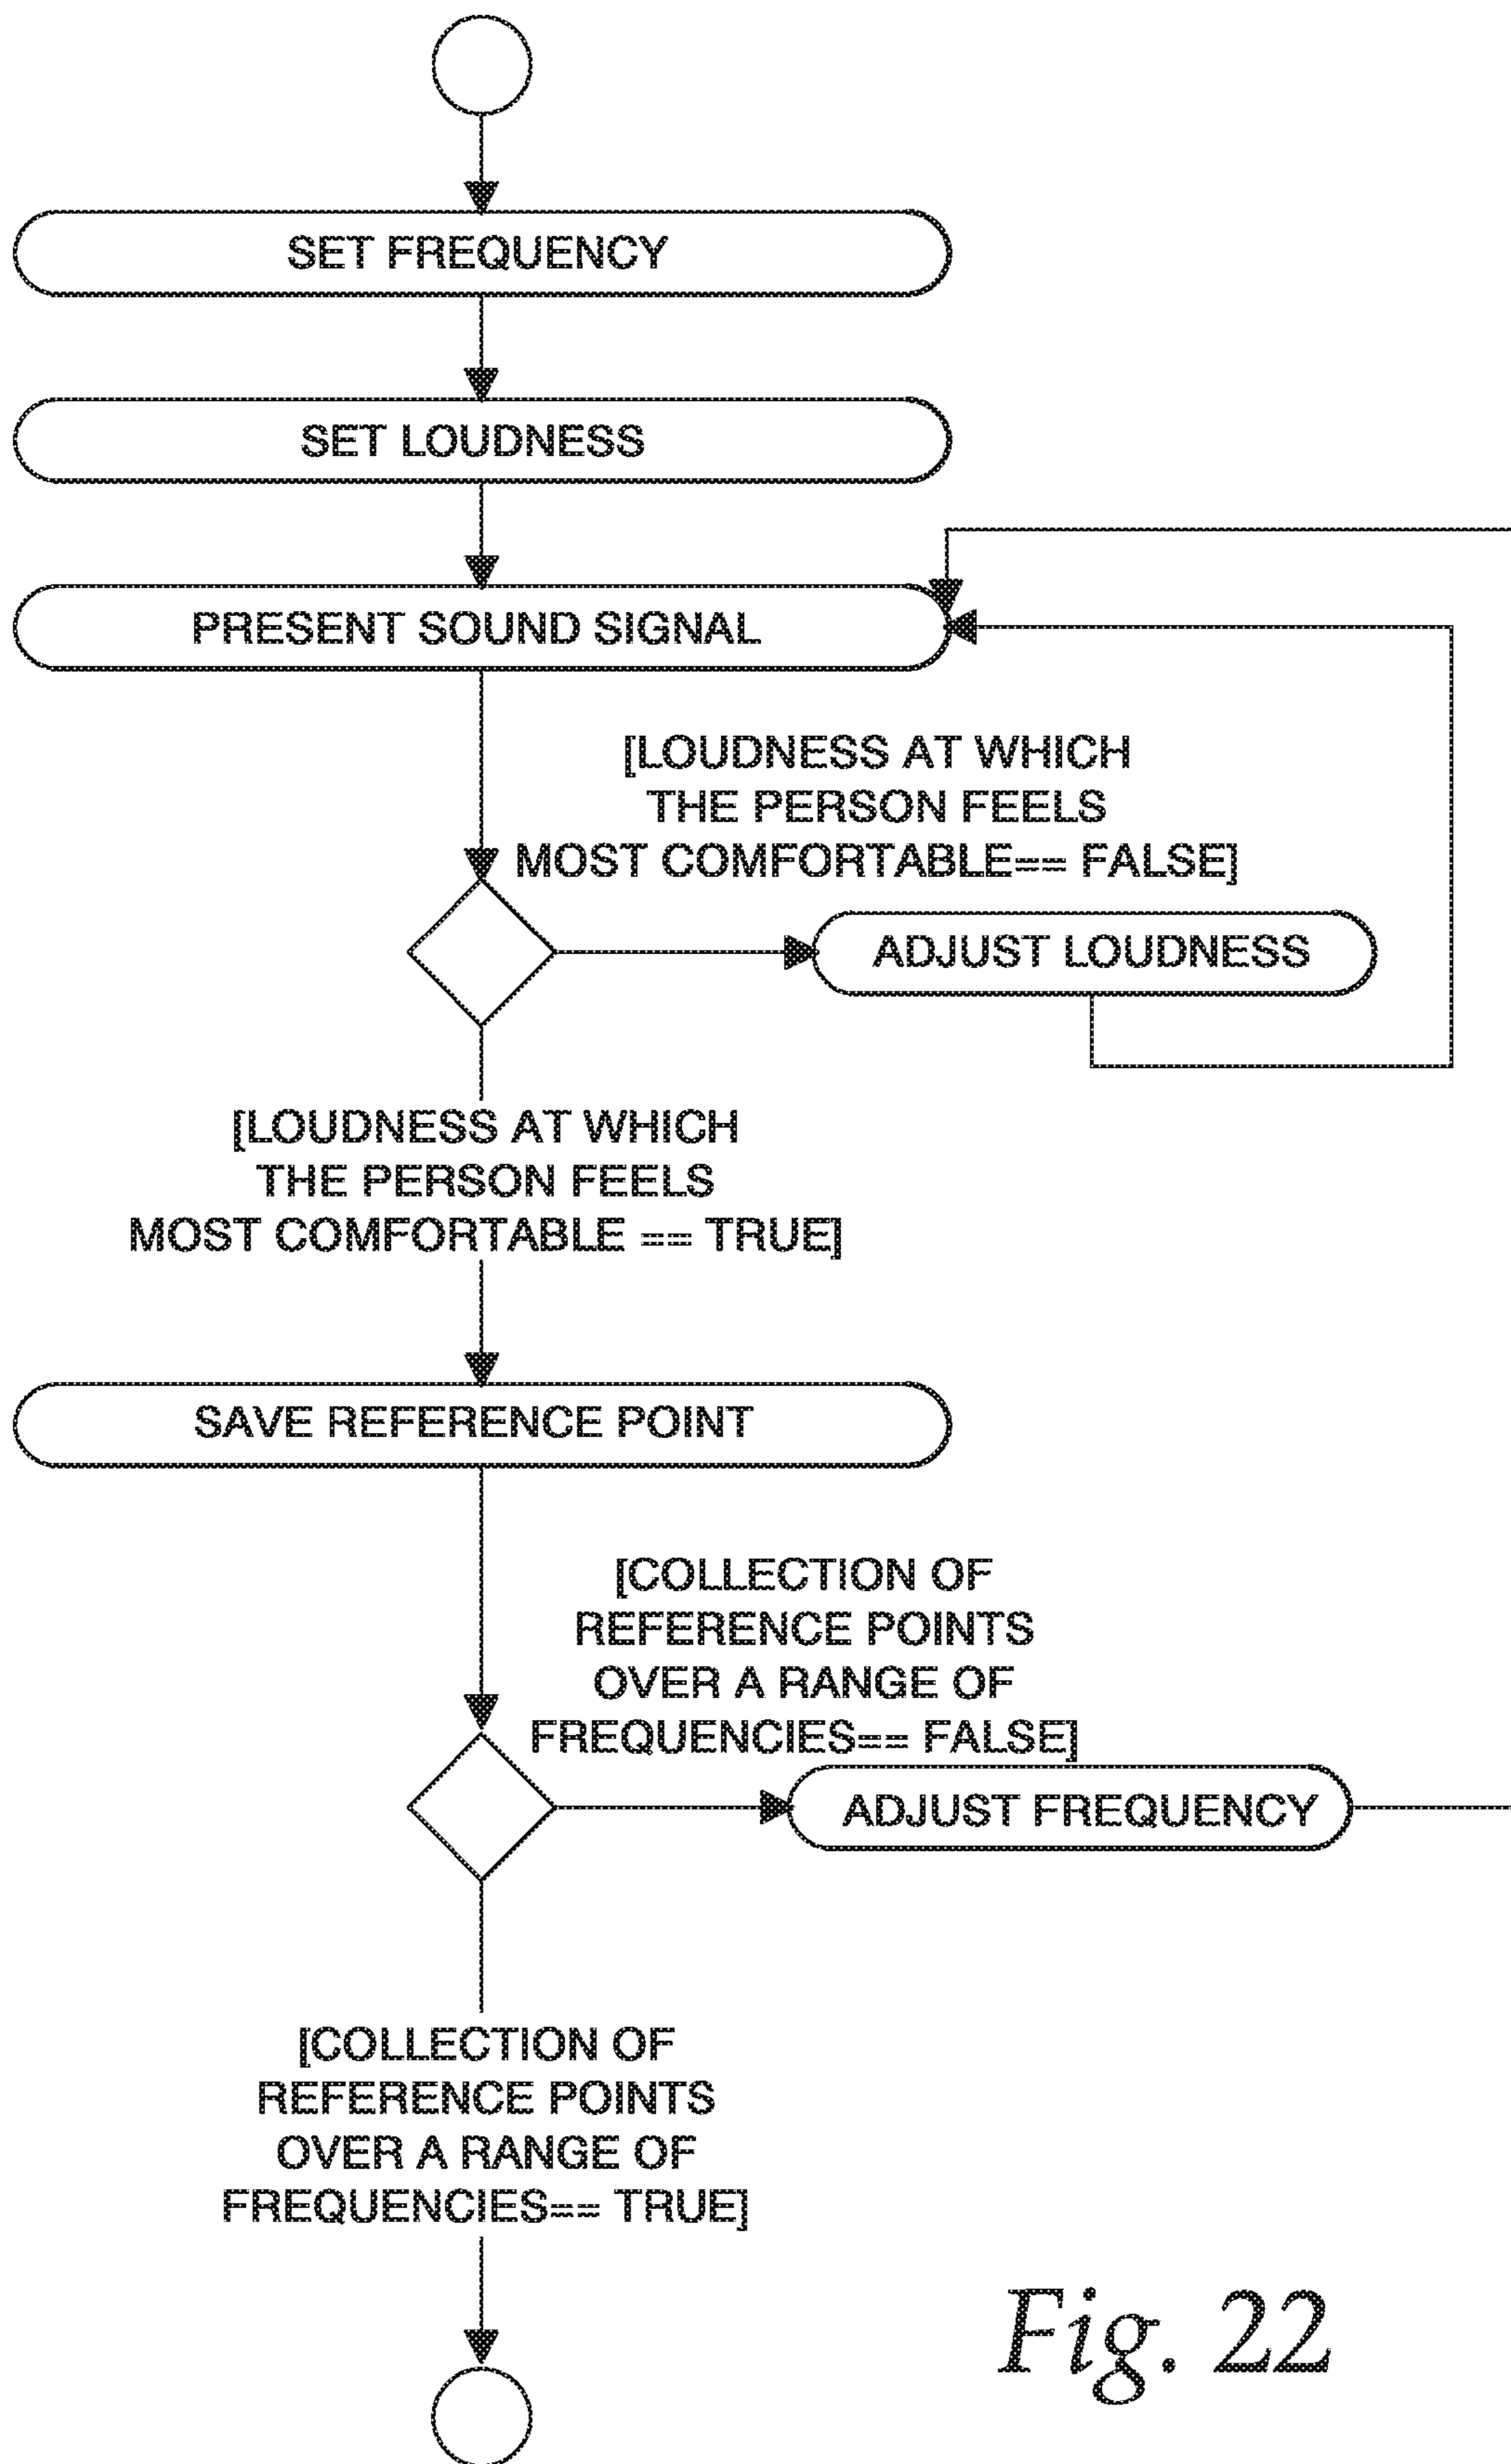 SET FREQUENCY
SET LOUDNESS
PRESENT SOUND SIGNAL
[LOUDNESS AT WHICH
THE PERSON FEELS
MOST COMFORTABLE== FALSE]
ADJUST LOUDNESS
[LOUDNESS AT WHICH
THE PERSON FEELS
MOST COMFORTABLE == TRUE]
SAVE REFERENCE POINT
[COLLECTION OF
REFERENCE POINTS
OVER A RANGE OF
FREQUENCIES== FALSE]
ADJUST FREQUENCY
[COLLECTION OF
REFERENCE POINTS
OVER A RANGE OF
FREQUENCIES== TRUE]
Fig. 22